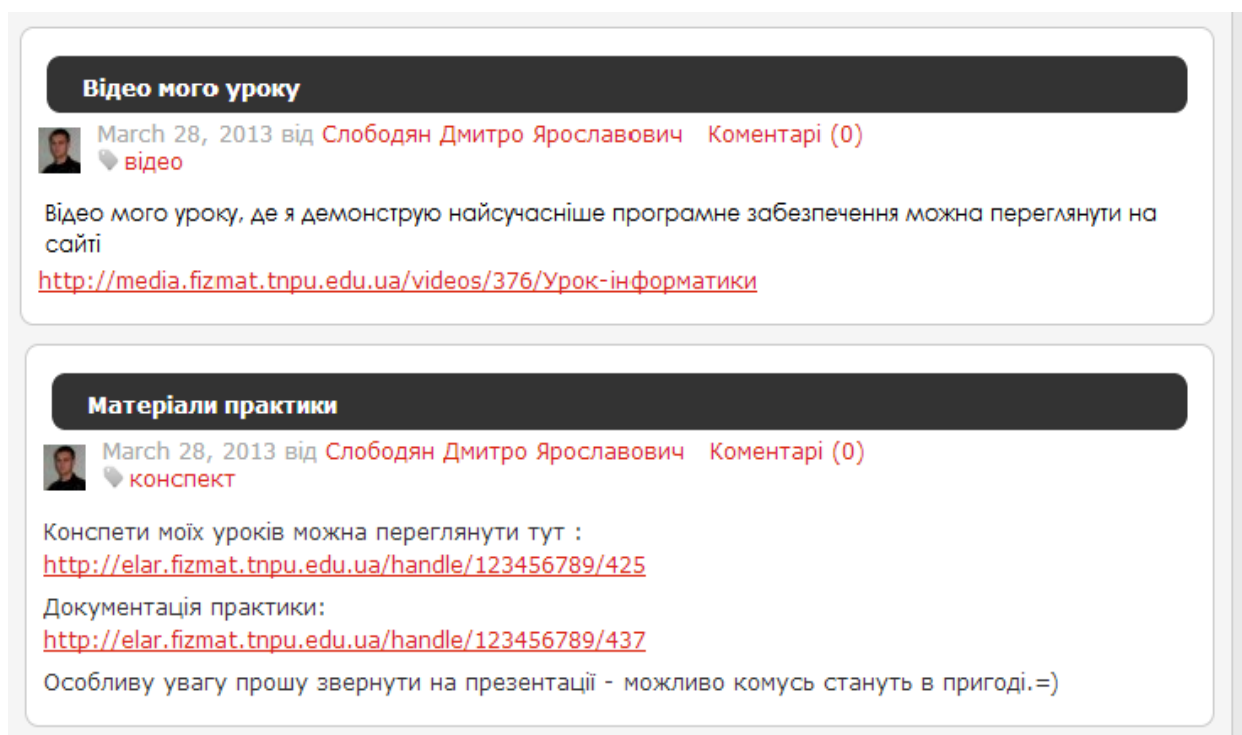 Відео мого уроку
March 28, 2013 від Слободян Дмитро Ярославович Коментарі (0)
відео
Відео мого уроку, де я демонструю найсучасніше програмне забезпечення можна переглянути на
сайті
http://media.fizmat.tnpu.edu.ua/videos/376/Урок-інформатики
Матеріали практики
March 28, 2013 від Слободян Дмитро Ярославович Коментарі (0)
конспект
Конспети моїх уроків можна переглянути тут :
http://elar.fizmat.tnpu.edu.ua/handle/123456789/425
Документація практики:
http://elar.fizmat.tnpu.edu.ua/handle/123456789/437
Особливу увагу прошу звернути на презентації - можливо комусь стануть в пригоді.=)